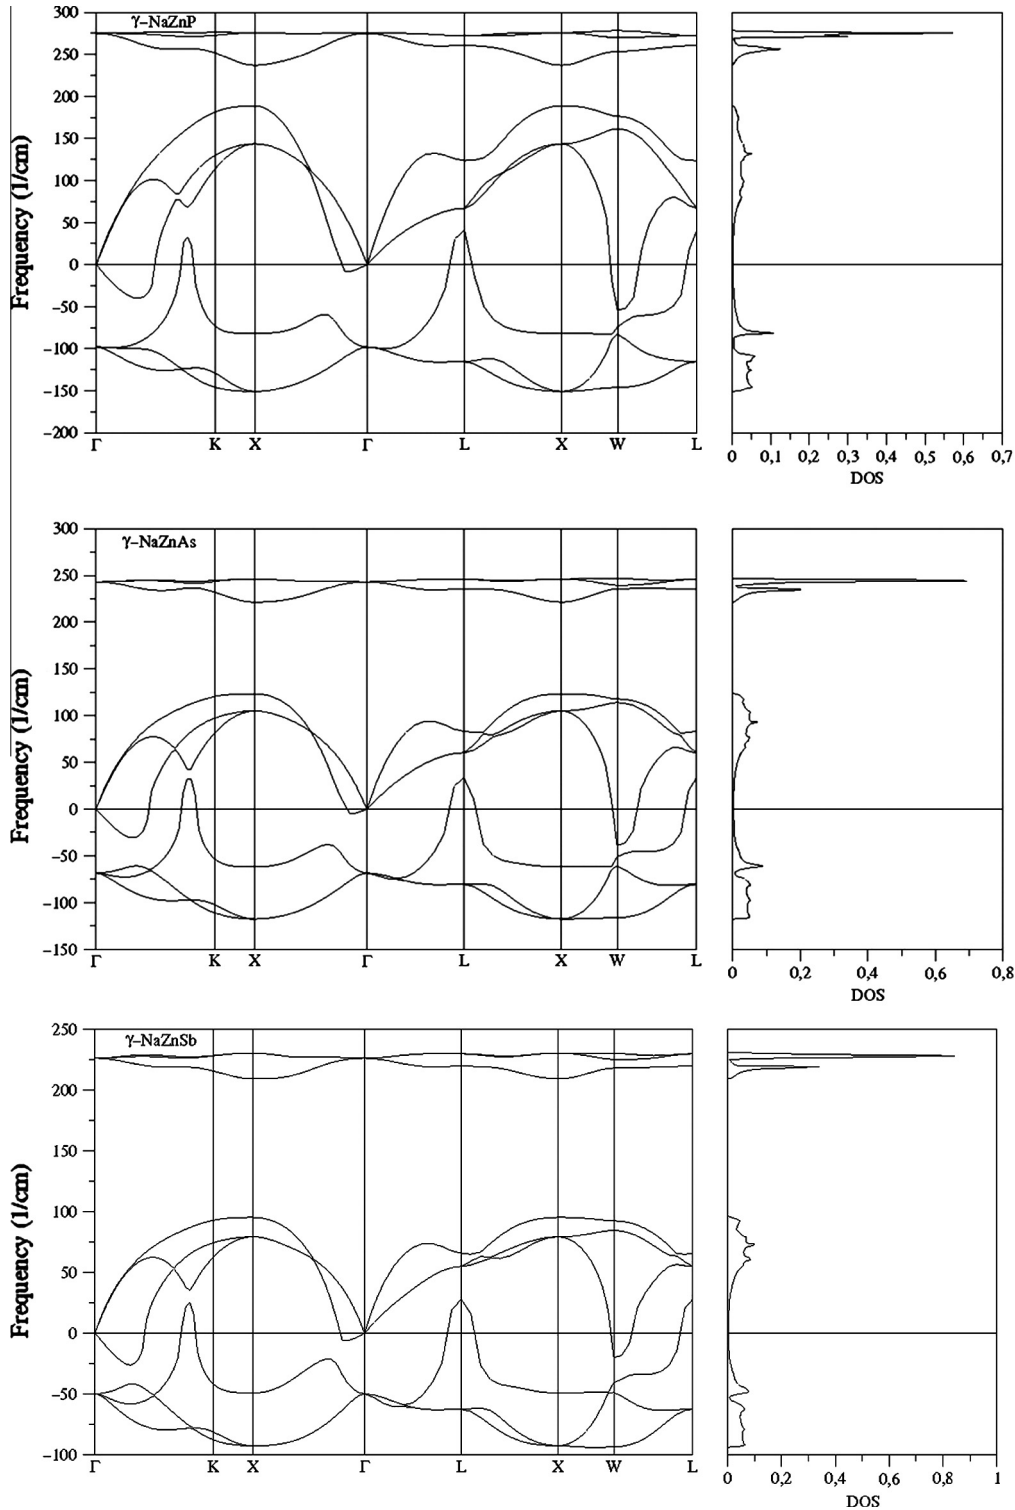 γ-NaZnP
Frequency (1/cm)
300
250
200
150
100
50
0
-50
-100
-150
-200
Γ K X Γ L X W L
0 0,1 0,2 0,3 0,4 0,5 0,6 0,7
DOS
γ-NaZnAs
Frequency (1/cm)
300
250
200
150
100
50
0
-50
-100
-150
Γ K X Γ L X W L
0 0,2 0,4 0,6 0,8
DOS
γ-NaZnSb
Frequency (1/cm)
250
200
150
100
50
0
-50
-100
Γ K X Γ L X W L
0 0,2 0,4 0,6 0,8 1
DOS